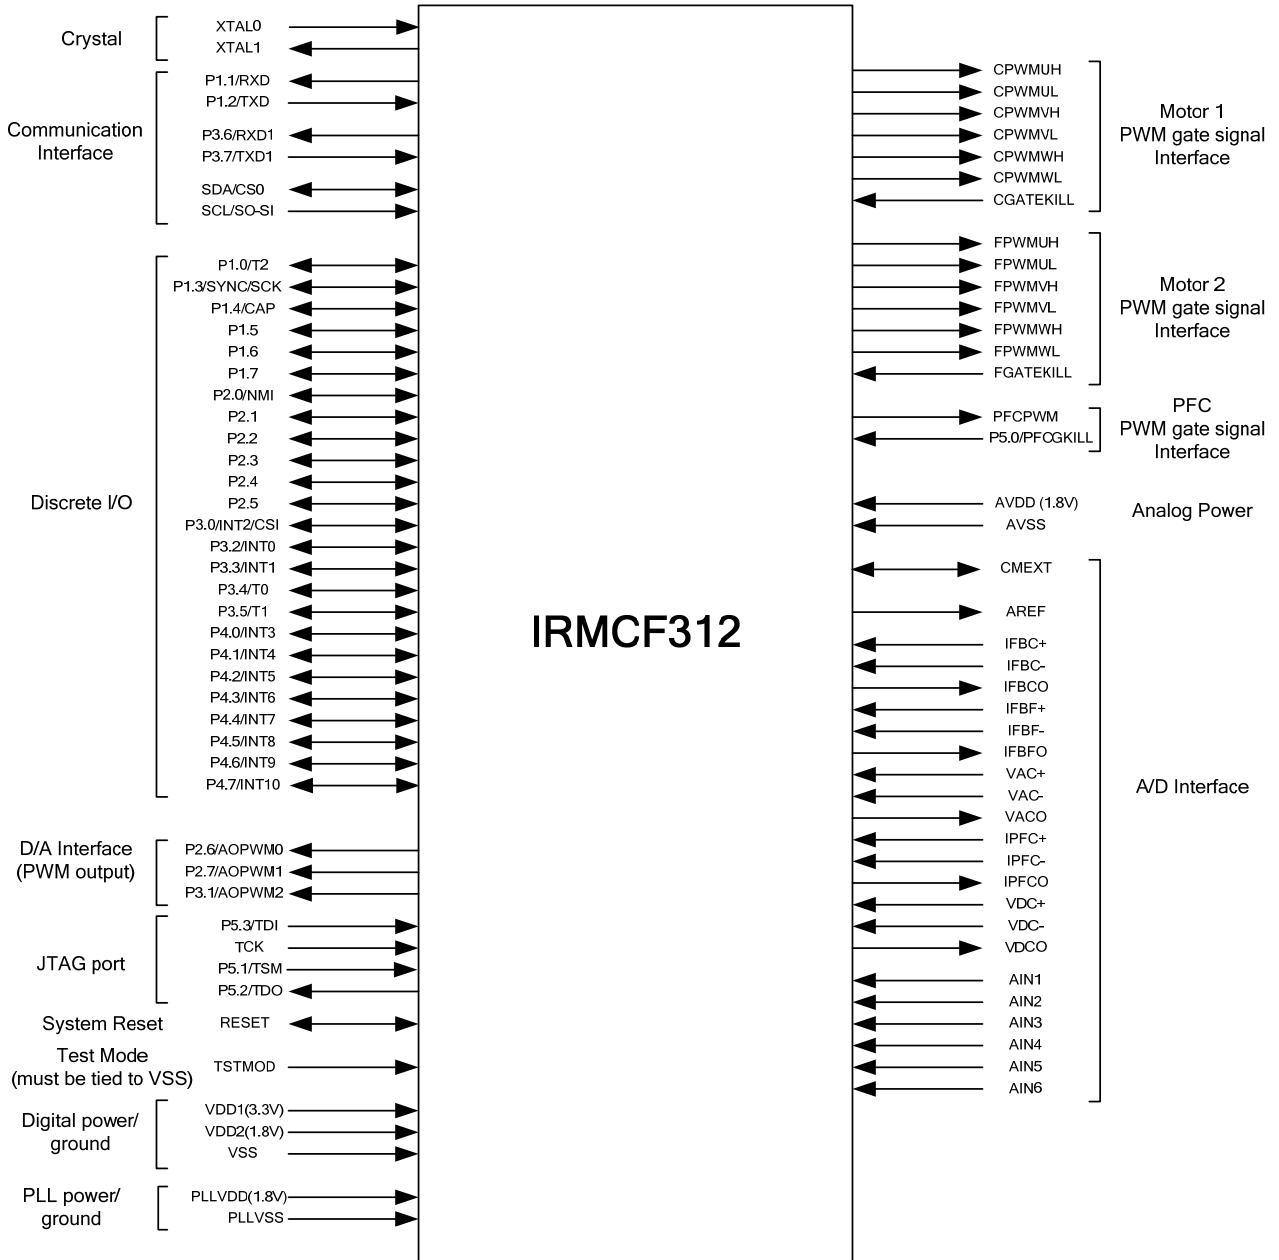 Crystal
XTAL0
XTAL1
Communication
Interface
P1.1/RXD
P1.2/TXD
P3.6/RXD1
P3.7/TXD1
SDA/CS0
SCL/SO-SI
Discrete I/O
P1.0/T2
P1.3/SYNC/SCK
P1.4/CAP
P1.5
P1.6
P1.7
P2.0/NMI
P2.1
P2.2
P2.3
P2.4
P2.5
P3.0/INT2/CSI
P3.2/INT0
P3.3/INT1
P3.4/T0
P3.5/T1
P4.0/INT3
P4.1/INT4
P4.2/INT5
P4.3/INT6
P4.4/INT7
P4.5/INT8
P4.6/INT9
P4.7/INT10
D/A Interface
(PWM output)
P2.6/AOPWM0
P2.7/AOPWM1
P3.1/AOPWM2
JTAG port
P5.3/TDI
TCK
P5.1/TSM
P5.2/TDO
System Reset
RESET
Test Mode
(must be tied to VSS)
TSTMOD
Digital power/
ground
VDD1(3.3V)
VDD2(1.8V)
VSS
PLL power/
ground
PLLVDD(1.8V)
PLLVSS
IRMCF312
CPWMUH
CPWMUL
CPWMVH
CPWMVL
CPWMWH
CPWMWL
CGATEKILL
Motor 1
PWM gate signal
Interface
FPWMUH
FPWMUL
FPWMVH
FPWMVL
FPWMWH
FPWMWL
FGATEKILL
Motor 2
PWM gate signal
Interface
PFCPWM
P5.0/PFCGKILL
PFC
PWM gate signal
Interface
AVDD (1.8V)
AVSS
Analog Power
CMEXT
AREF
IFBC+
IFBC-
IFBCO
IFBF+
IFBF-
IFBFO
VAC+
VAC-
VACO
IPFC+
IPFC-
IPFCO
VDC+
VDC-
VDCO
AIN1
AIN2
AIN3
AIN4
AIN5
AIN6
A/D Interface